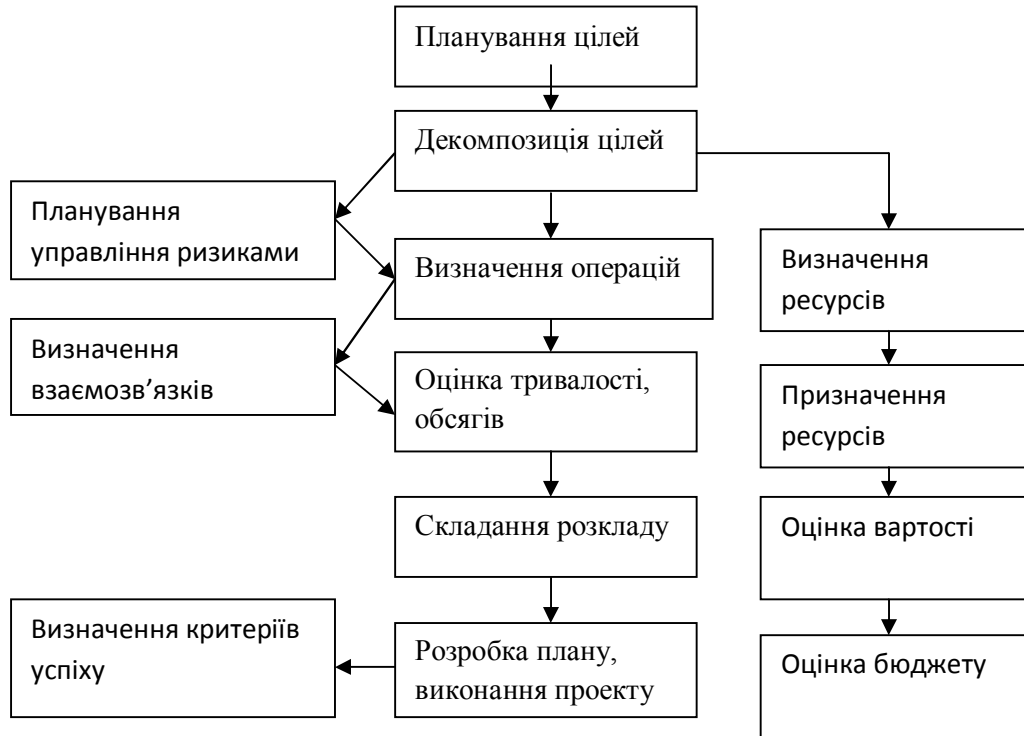 Планування цілей
Декомпозиція цілей
Планування
управління ризиками
Визначення операцій
Визначення
ресурсів
Визначення
взаємозв’язків
Оцінка тривалості,
обсягів
Призначення
ресурсів
Складання розкладу
Оцінка вартості
Визначення критеріїв
успіху
Розробка плану,
виконання проекту
Оцінка бюджету